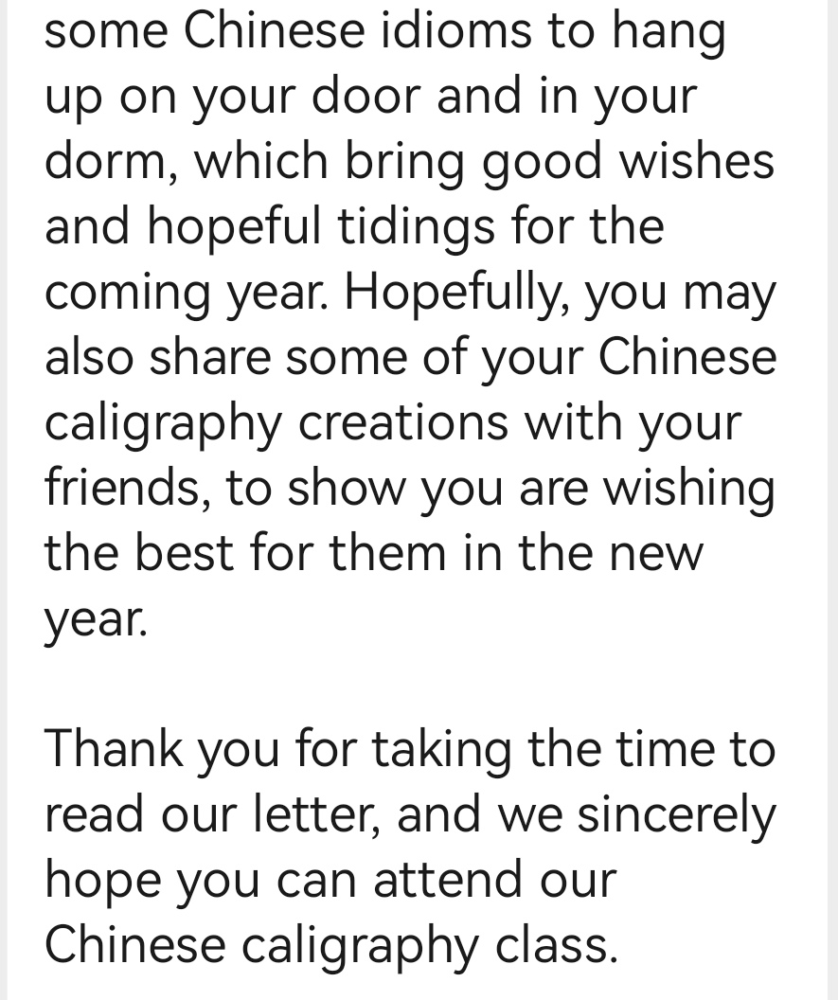 some Chinese idioms to hang
up on your door and in your
dorm, which bring good wishes
and hopeful tidings for the
coming year. Hopefully, you may
also share some of your Chinese
caligraphy creations with your
friends, to show you are wishing
the best for them in the new
year.

Thank you for taking the time to
read our letter, and we sincerely
hope you can attend our
Chinese caligraphy class.